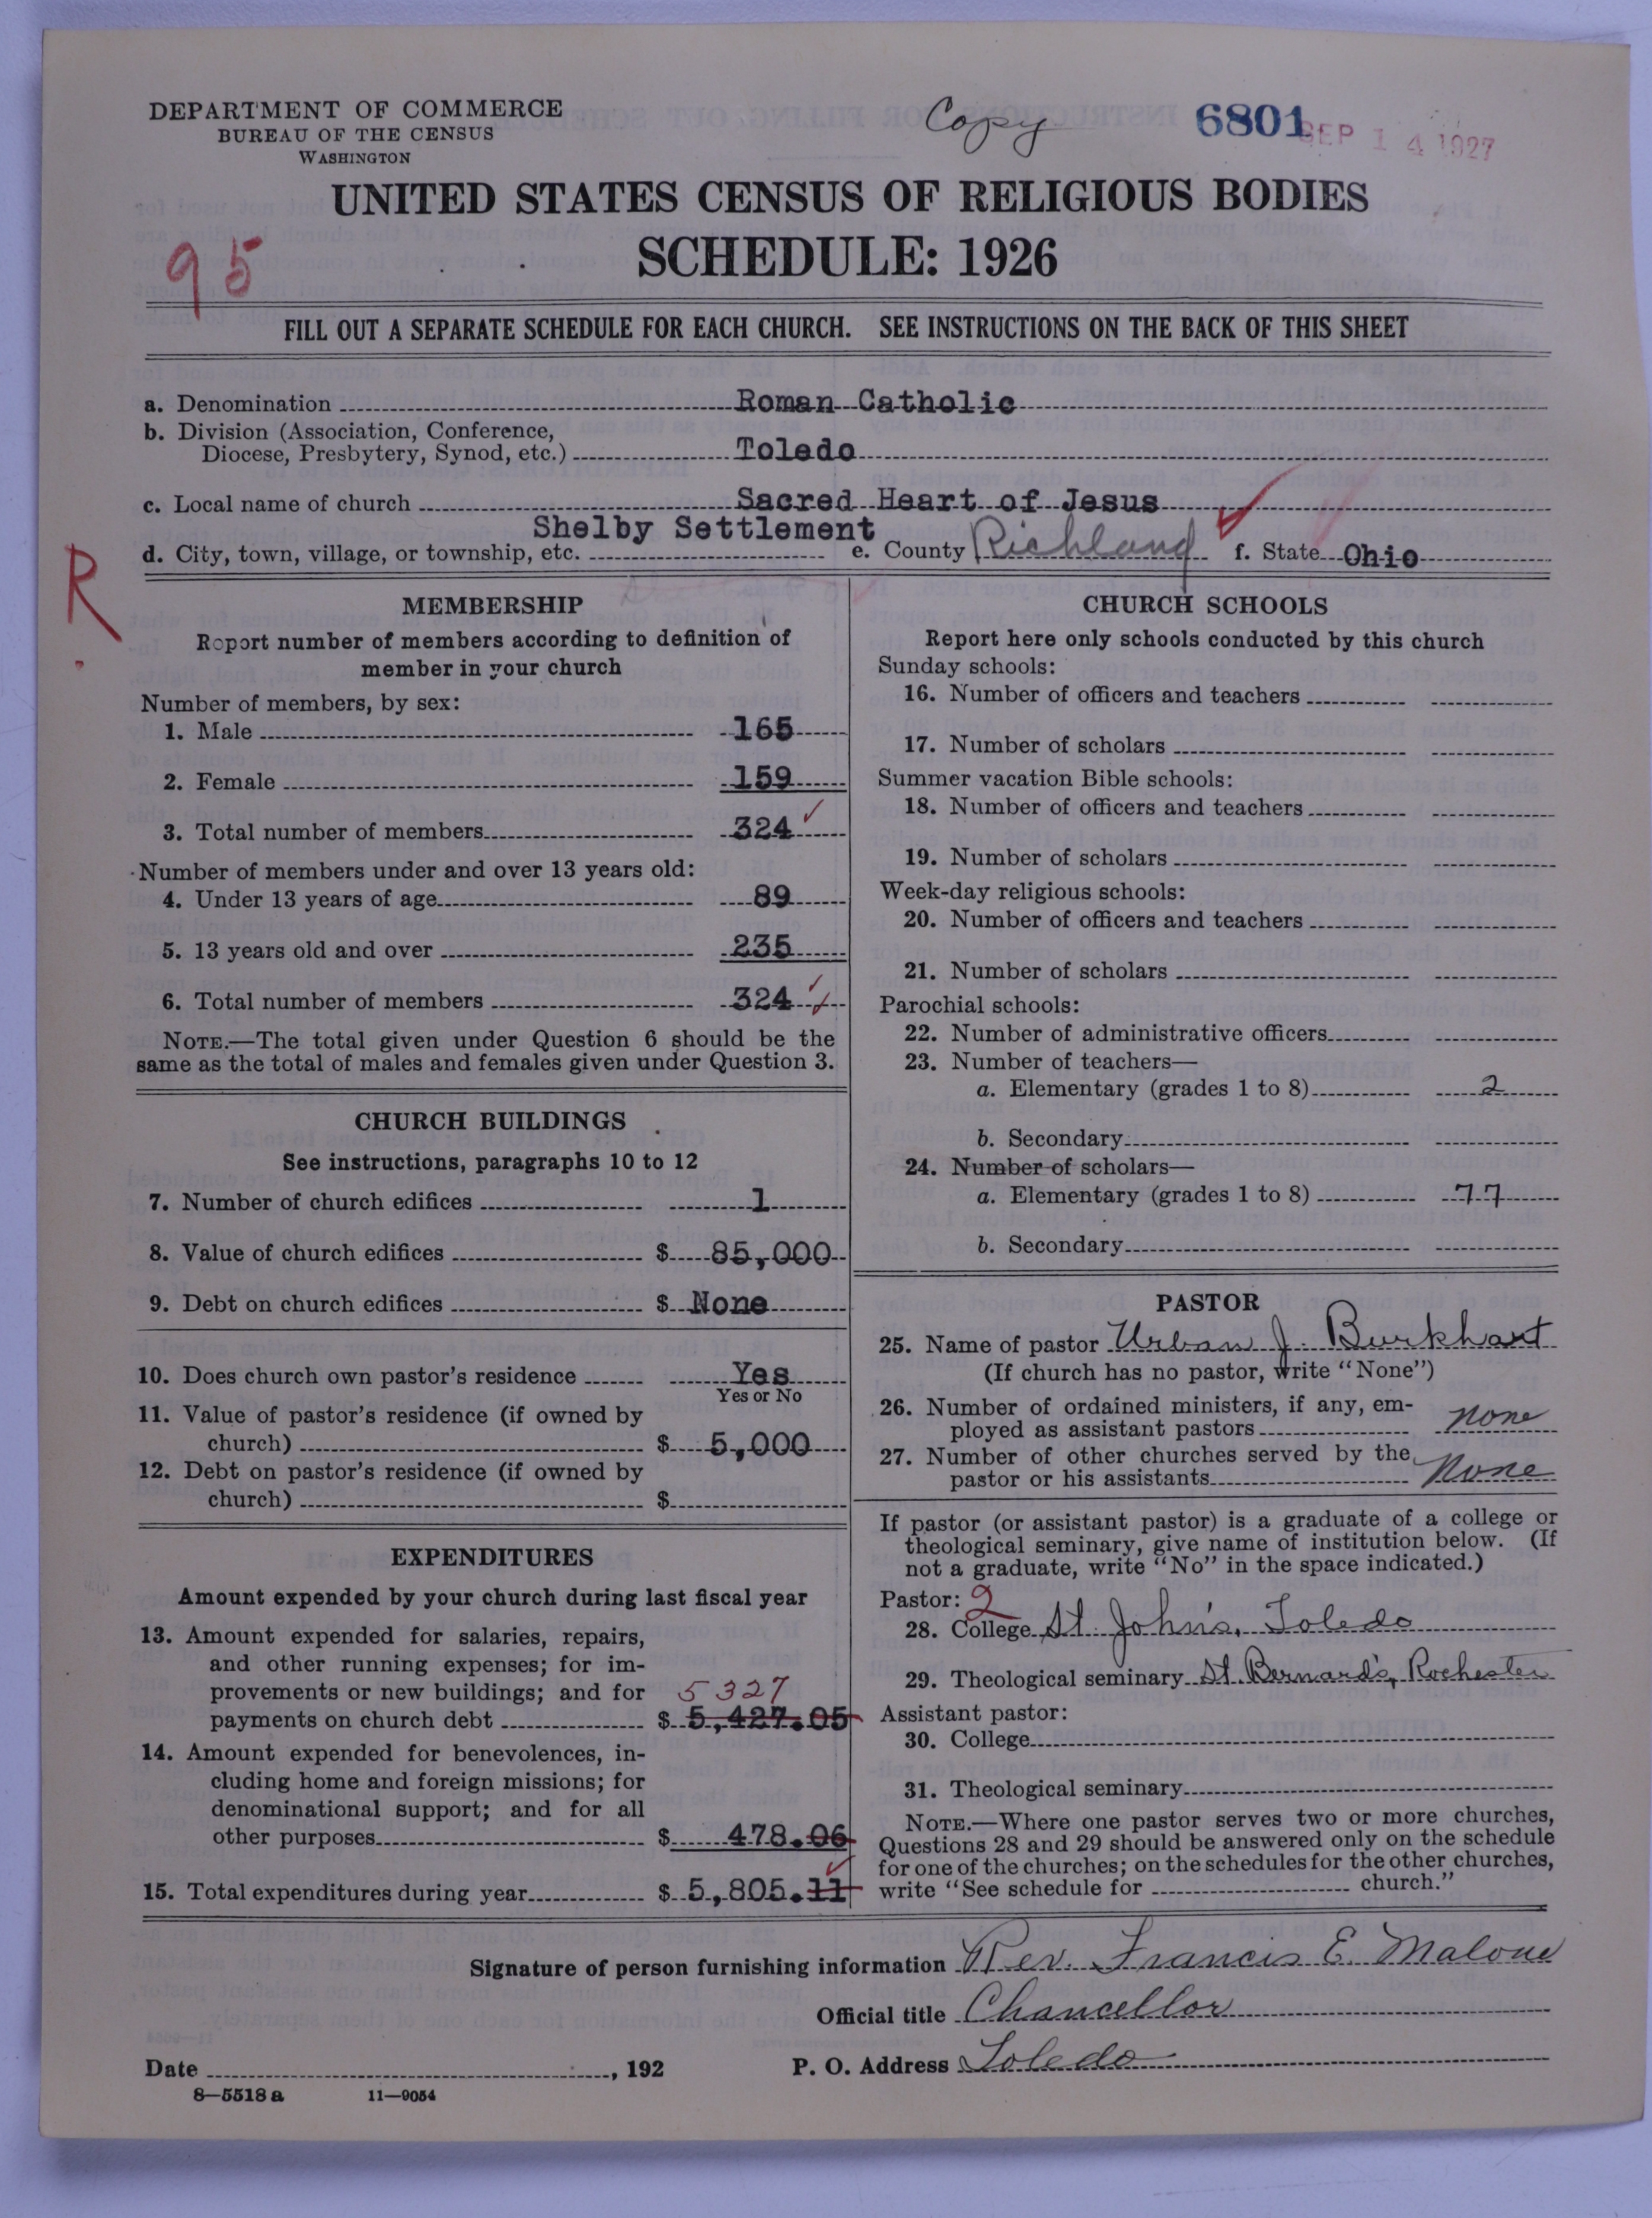 DEPARTMENT OF COMMERCE
BUREAU OF THE CENSUS
WASHINGTON
Copy 6801 SEP 14 1927
UNITED STATES CENSUS OF RELIGIOUS BODIES
SCHEDULE: 1926
95
FILL OUT A SEPARATE SCHEDULE FOR EACH CHURCH. SEE INSTRUCTIONS ON THE BACK OF THIS SHEET
a. Denomination Roman Catholic
b. Division (Association, Conference,
Diocese, Presbytery, Synod, etc.) Toledo
c. Local name of church Sacred Heart of Jesus
Shelby Settlement
d. City, town, village, or township, etc. e. County Richland f. State Ohio
R
MEMBERSHIP
Report number of members according to definition of
member in your church
Number of members, by sex:
1. Male 165
2. Female 159
3. Total number of members 324
Number of members under and over 13 years old:
4. Under 13 years of age 89
5. 13 years old and over 235
6. Total number of members 324
NOTE.—The total given under Question 6 should be the
same as the total of males and females given under Question 3.
CHURCH BUILDINGS
See instructions, paragraphs 10 to 12
7. Number of church edifices 1
8. Value of church edifices $ 85,000
9. Debt on church edifices $ None
10. Does church own pastor's residence Yes
Yes or No
11. Value of pastor's residence (if owned by
church) $ 5,000
12. Debt on pastor's residence (if owned by
church) $
EXPENDITURES
Amount expended by your church during last fiscal year
13. Amount expended for salaries, repairs,
and other running expenses; for im-
provements or new buildings; and for 5327
payments on church debt $ 5,427.05
14. Amount expended for benevolences, in-
cluding home and foreign missions; for
denominational support; and for all
other purposes $ 478.06
15. Total expenditures during year $ 5,805.11
CHURCH SCHOOLS
Report here only schools conducted by this church
Sunday schools:
16. Number of officers and teachers
17. Number of scholars
Summer vacation Bible schools:
18. Number of officers and teachers
19. Number of scholars
Week-day religious schools:
20. Number of officers and teachers
21. Number of scholars
Parochial schools:
22. Number of administrative officers
23. Number of teachers—
a. Elementary (grades 1 to 8) 2
b. Secondary
24. Number of scholars—
a. Elementary (grades 1 to 8) 77
b. Secondary
PASTOR
25. Name of pastor Urban J. Burkhart
(If church has no pastor, write "None")
26. Number of ordained ministers, if any, em-
ployed as assistant pastors none
27. Number of other churches served by the
pastor or his assistants None
If pastor (or assistant pastor) is a graduate of a college or
theological seminary, give name of institution below. (If
not a graduate, write "No" in the space indicated.)
Pastor: 2
28. College St. John's, Toledo
29. Theological seminary St. Bernard's, Rochester
Assistant pastor:
30. College
31. Theological seminary
NOTE.—Where one pastor serves two or more churches,
Questions 28 and 29 should be answered only on the schedule
for one of the churches; on the schedules for the other churches,
write "See schedule for church."
Signature of person furnishing information Rev. Francis E. Malone
Official title Chancellor
Date , 192 P. O. Address Toledo
8—5518 a 11—9054